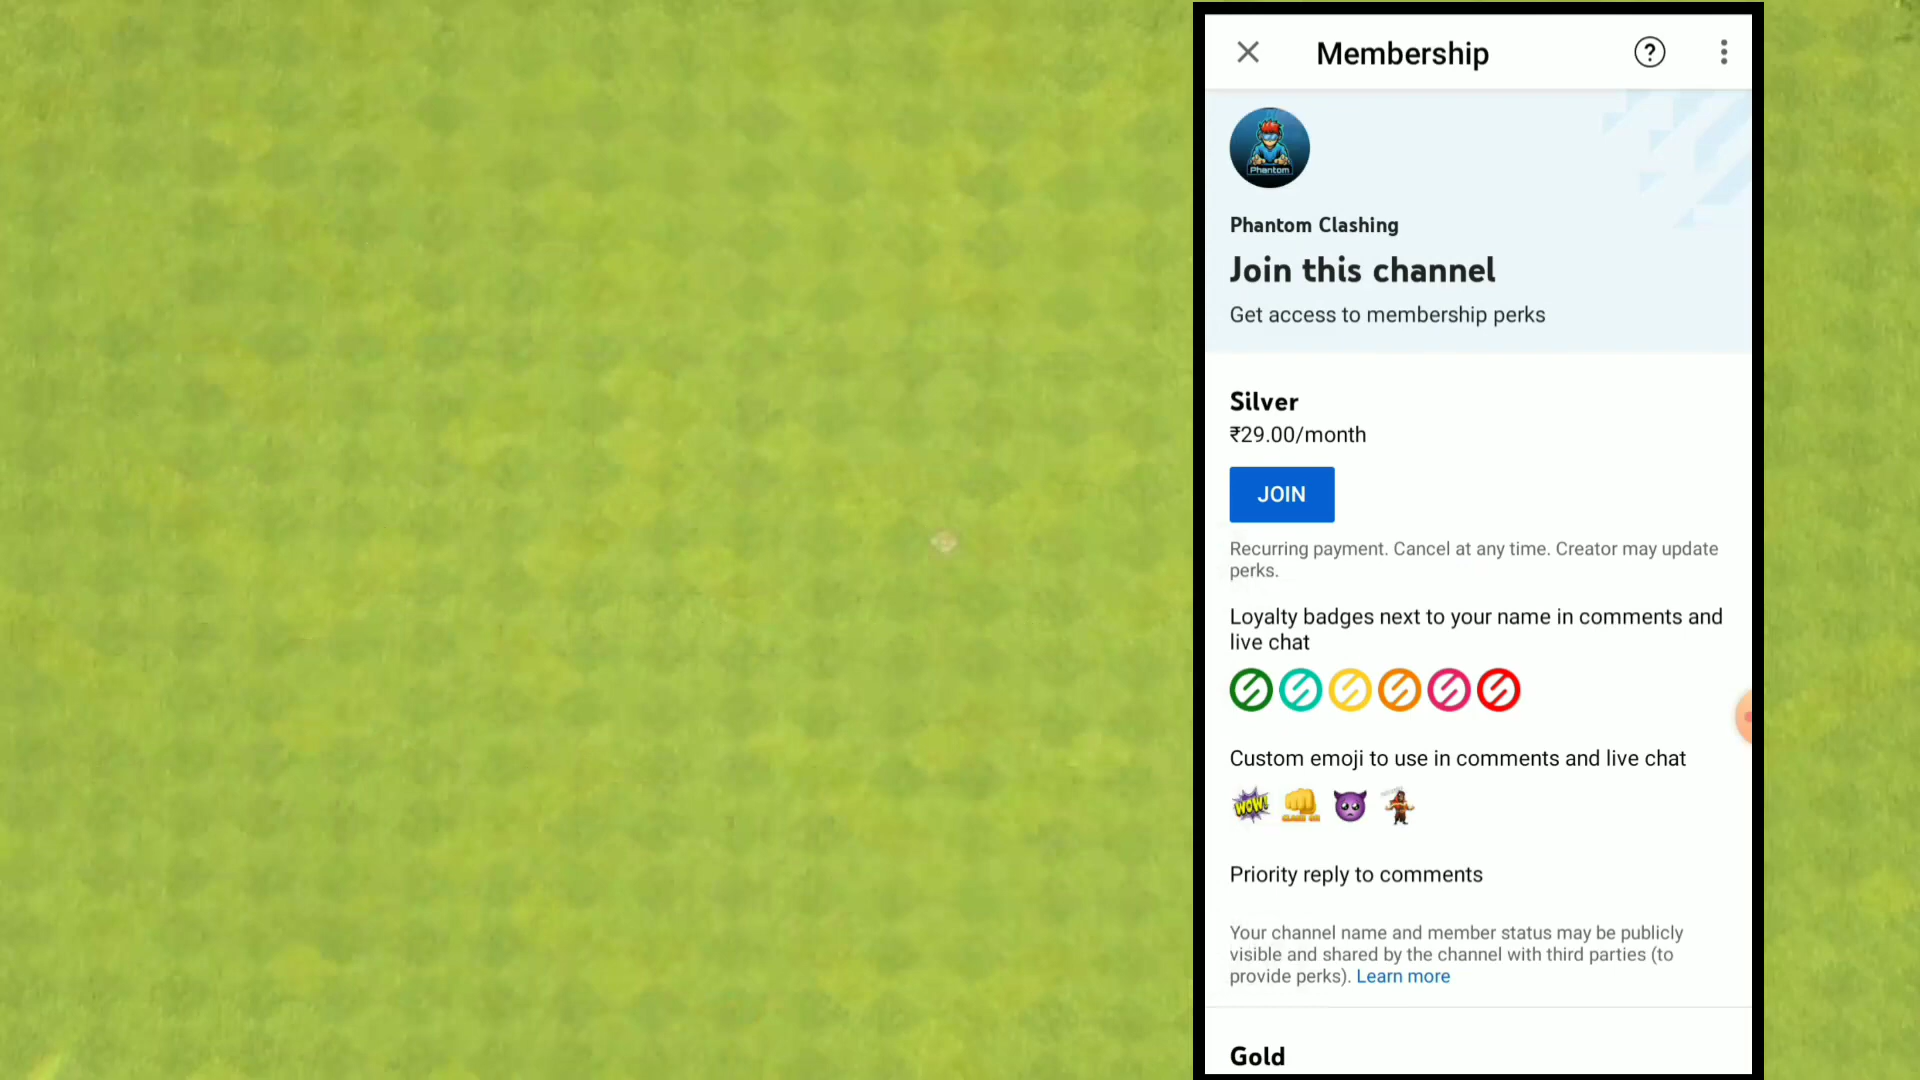 Membership
Phantom
Phantom Clashing
Join this channel
Get access to membership perks
Silver
₹29.00/month
JOIN
Recurring payment. Cancel at any time. Creator may update
perks.
Loyalty badges next to your name in comments and
live chat
Custom emoji to use in comments and live chat
WOW!
Priority reply to comments
Your channel name and member status may be publicly
visible and shared by the channel with third parties (to
provide perks). Learn more
Gold